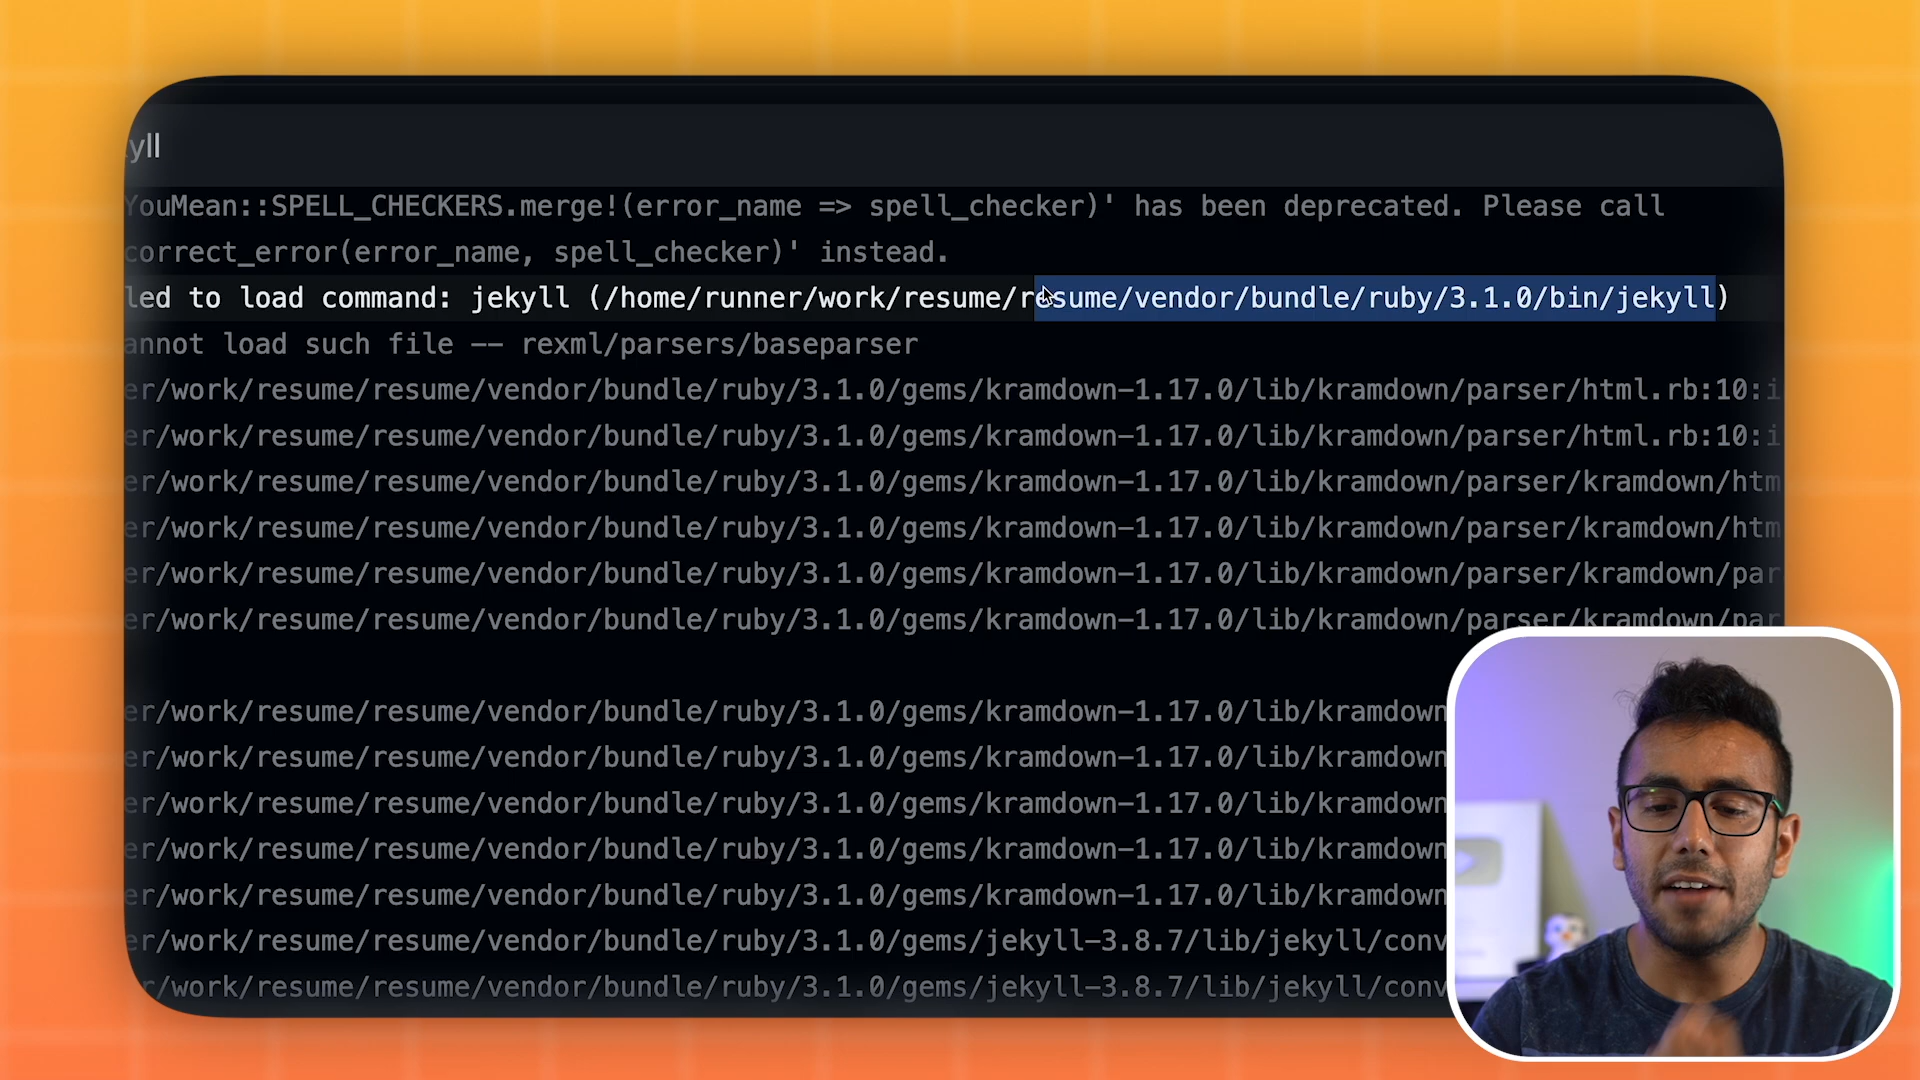 yll
YouMean::SPELL_CHECKERS.merge!(error_name => spell_checker)' has been deprecated. Please call
correct_error(error_name, spell_checker)' instead.
led to load command: jekyll (/home/runner/work/resume/resume/vendor/bundle/ruby/3.1.0/bin/jekyll)
annot load such file -- rexml/parsers/baseparser
er/work/resume/resume/vendor/bundle/ruby/3.1.0/gems/kramdown-1.17.0/lib/kramdown/parser/html.rb:10:i
er/work/resume/resume/vendor/bundle/ruby/3.1.0/gems/kramdown-1.17.0/lib/kramdown/parser/html.rb:10:i
er/work/resume/resume/vendor/bundle/ruby/3.1.0/gems/kramdown-1.17.0/lib/kramdown/parser/kramdown/htm
er/work/resume/resume/vendor/bundle/ruby/3.1.0/gems/kramdown-1.17.0/lib/kramdown/parser/kramdown/htm
er/work/resume/resume/vendor/bundle/ruby/3.1.0/gems/kramdown-1.17.0/lib/kramdown/parser/kramdown/par
er/work/resume/resume/vendor/bundle/ruby/3.1.0/gems/kramdown-1.17.0/lib/kramdown/parser/kramdown/par
er/work/resume/resume/vendor/bundle/ruby/3.1.0/gems/kramdown-1.17.0/lib/kramdown
er/work/resume/resume/vendor/bundle/ruby/3.1.0/gems/kramdown-1.17.0/lib/kramdown
er/work/resume/resume/vendor/bundle/ruby/3.1.0/gems/kramdown-1.17.0/lib/kramdown
er/work/resume/resume/vendor/bundle/ruby/3.1.0/gems/kramdown-1.17.0/lib/kramdown
er/work/resume/resume/vendor/bundle/ruby/3.1.0/gems/kramdown-1.17.0/lib/kramdown
er/work/resume/resume/vendor/bundle/ruby/3.1.0/gems/jekyll-3.8.7/lib/jekyll/conv
r/work/resume/resume/vendor/bundle/ruby/3.1.0/gems/jekyll-3.8.7/lib/jekyll/conv